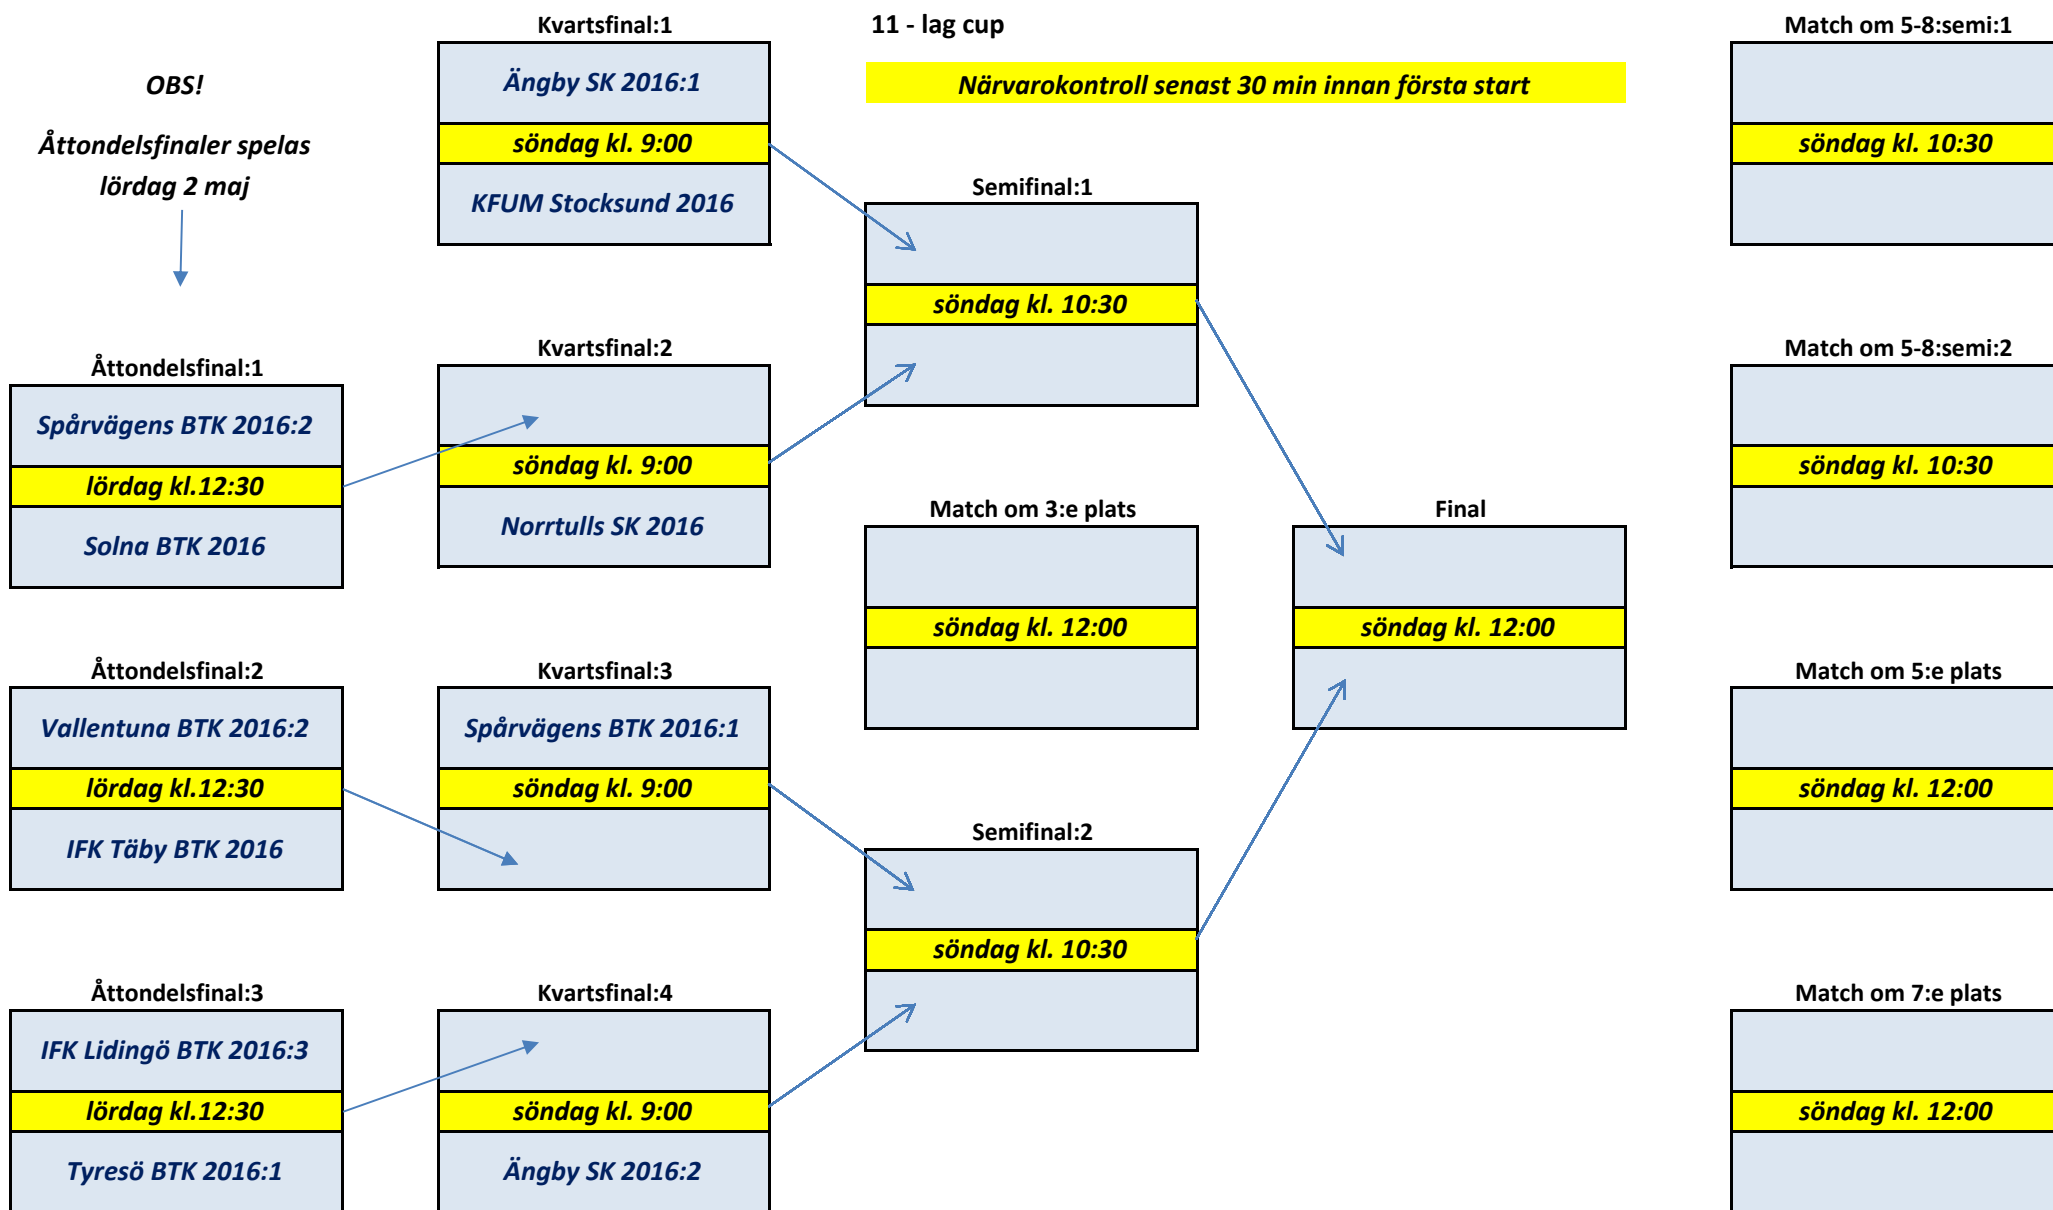 OBS!
Åttondelsfinaler spelas
lördag 2 maj
Åttondelsfinal:1
Spårvägens BTK 2016:2
lördag kl.12:30
Solna BTK 2016
Åttondelsfinal:2
Vallentuna BTK 2016:2
lördag kl.12:30
IFK Täby BTK 2016
Åttondelsfinal:3
IFK Lidingö BTK 2016:3
lördag kl.12:30
Tyresö BTK 2016:1
Kvartsfinal:1
Ängby SK 2016:1
söndag kl. 9:00
KFUM Stocksund 2016
Kvartsfinal:2
söndag kl. 9:00
Norrtulls SK 2016
Kvartsfinal:3
Spårvägens BTK 2016:1
söndag kl. 9:00
Kvartsfinal:4
söndag kl. 9:00
Ängby SK 2016:2
11 - lag cup
Närvarokontroll senast 30 min innan första start
Semifinal:1
söndag kl. 10:30
Match om 3:e plats
söndag kl. 12:00
Semifinal:2
söndag kl. 10:30
Final
söndag kl. 12:00
Match om 5-8:semi:1
söndag kl. 10:30
Match om 5-8:semi:2
söndag kl. 10:30
Match om 5:e plats
söndag kl. 12:00
Match om 7:e plats
söndag kl. 12:00